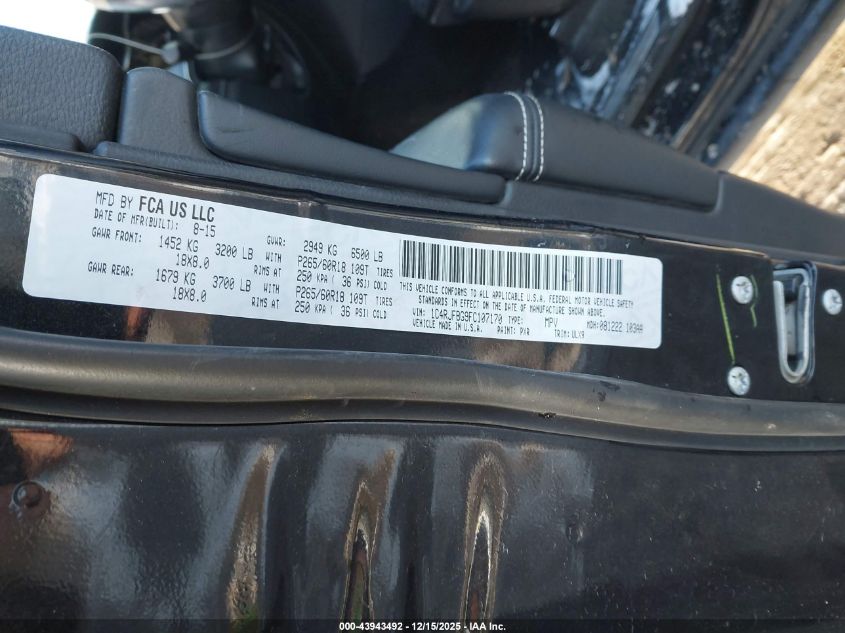 MFD BY FCA US LLC
DATE OF MFR(BUILT): 8-15
GAWR FRONT: 1452 KG 3200 LB WITH
18X8.0 RIMS AT
GAWR REAR: 1679 KG 3700 LB WITH
18X8.0 RIMS AT
GVWR: 2949 KG 6500 LB
P265/60R18 109T TIRES
250 KPA ( 36 PSI) COLD
P265/60R18 109T TIRES
250 KPA ( 36 PSI) COLD
THIS VEHICLE CONFORMS TO ALL APPLICABLE U.S.A. FEDERAL MOTOR VEHICLE SAFETY
STANDARDS IN EFFECT ON THE DATE OF MANUFACTURE SHOWN ABOVE.
VIN: 1C4RJFBG9FC107170 TYPE: MPV MDH:081222 103AA
VEHICLE MADE IN U.S.A. PAINT: PXR TRIM: ULX9
000-43943492 - 12/15/2025 - IAA Inc.